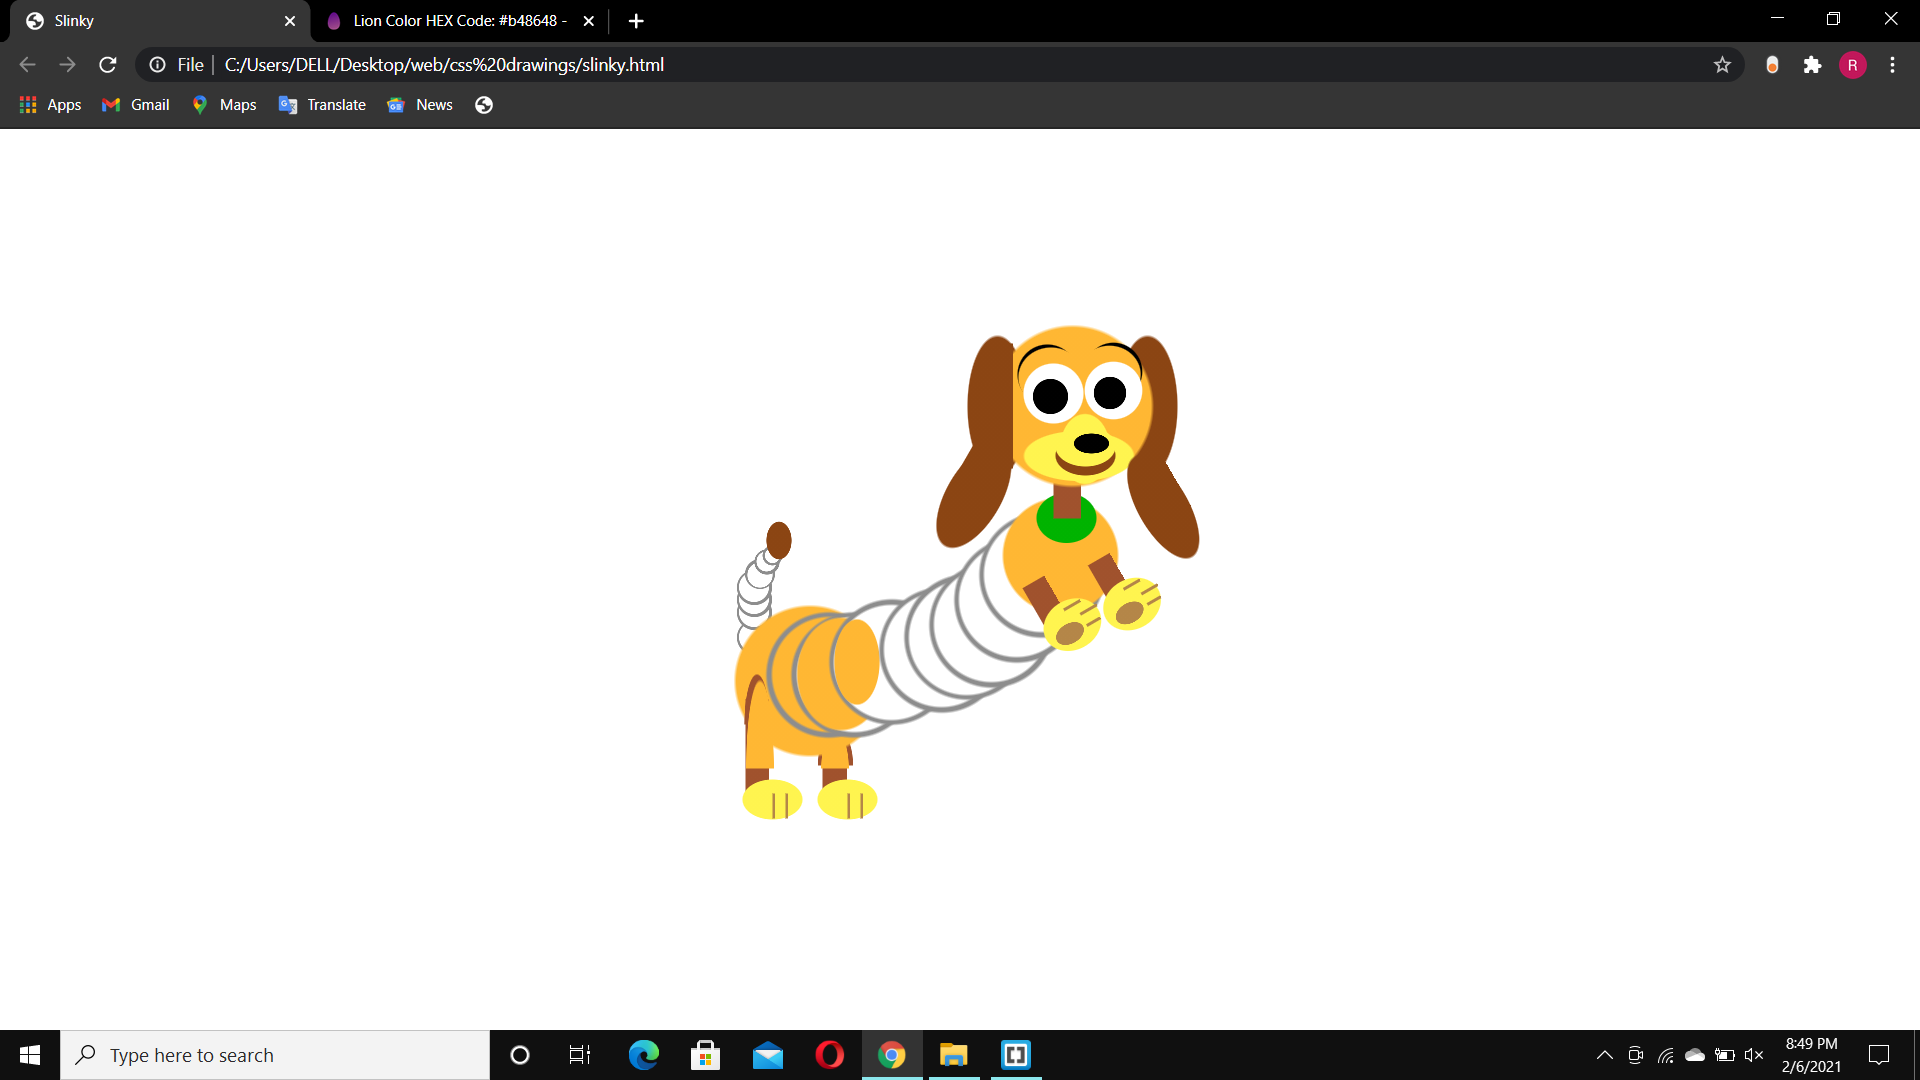 Slinky
Lion Color HEX Code: #b48648 -
File
C:/Users/DELL/Desktop/web/css%20drawings/slinky.html
R
Apps
Gmail
Maps
Translate
News
Type here to search
8:49 PM
2/6/2021